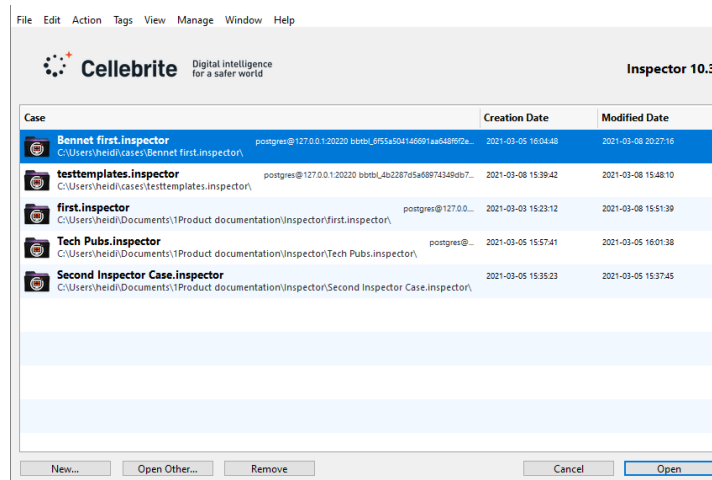 File Edit Action Tags View Manage Window Help
Cellebrite Digital intelligence
for a safer world
Inspector 10.3
Case Creation Date Modified Date
Bennet first.inspector postgres@127.0.0.1:20220 bbtbl_6f55a504146691aa648f6f2e... 2021-03-05 16:04:48 2021-03-08 20:27:16
C:\Users\heidi\cases\Bennet first.inspector\
testtemplates.inspector postgres@127.0.0.1:20220 bbtbl_4b2287d5a68974349db7... 2021-03-08 15:39:42 2021-03-08 15:48:10
C:\Users\heidi\cases\testtemplates.inspector\
first.inspector postgres@127.0.0... 2021-03-03 15:23:12 2021-03-08 15:51:39
C:\Users\heidi\Documents\1Product documentation\Inspector\first.inspector\
Tech Pubs.inspector postgres@... 2021-03-05 15:57:41 2021-03-05 16:01:38
C:\Users\heidi\Documents\1Product documentation\Inspector\Tech Pubs.inspector\
Second Inspector Case.inspector 2021-03-05 15:35:23 2021-03-05 15:37:45
C:\Users\heidi\Documents\1Product documentation\Inspector\Second Inspector Case.inspector\
New... Open Other... Remove Cancel Open